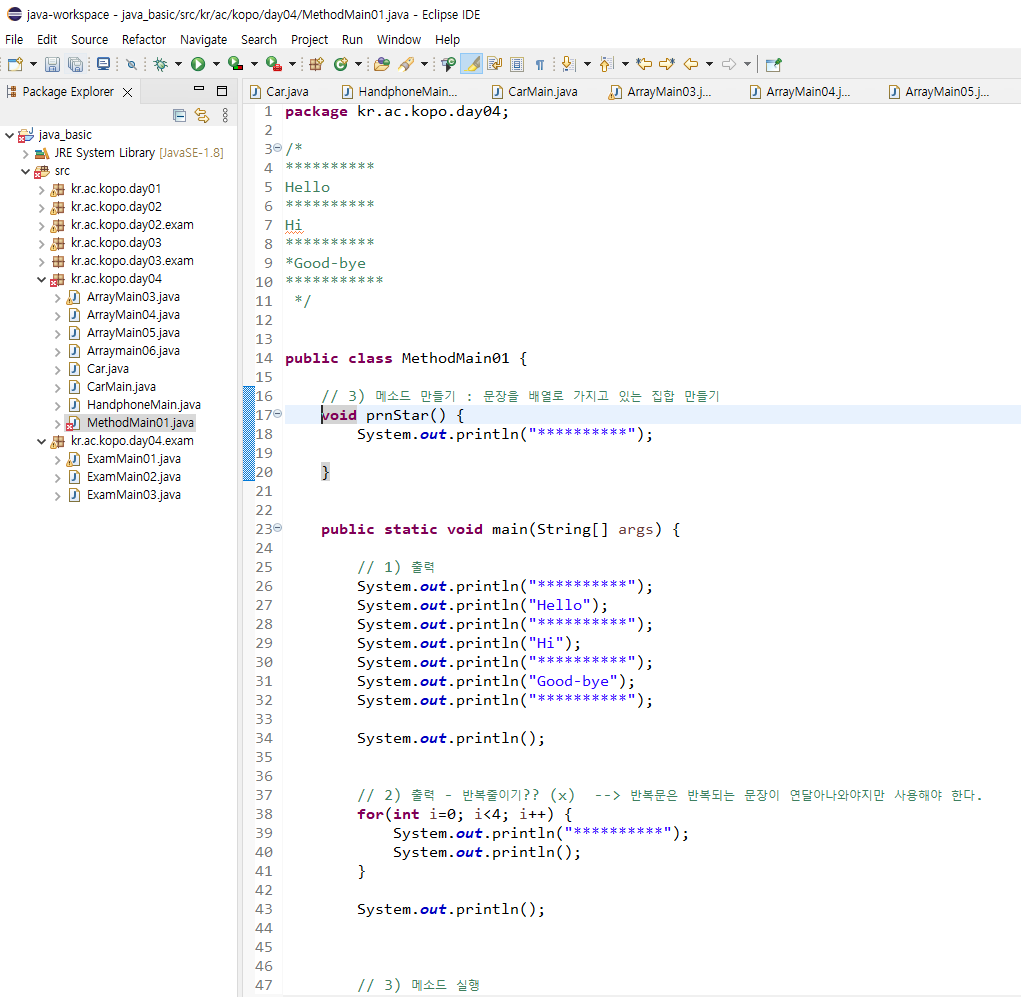 java-workspace - java_basic/src/kr/ac/kopo/day04/MethodMain01.java - Eclipse IDE
File Edit Source Refactor Navigate Search Project Run Window Help
Package Explorer
java_basic
JRE System Library [JavaSE-1.8]
src
kr.ac.kopo.day01
kr.ac.kopo.day02
kr.ac.kopo.day02.exam
kr.ac.kopo.day03
kr.ac.kopo.day03.exam
kr.ac.kopo.day04
ArrayMain03.java
ArrayMain04.java
ArrayMain05.java
Arraymain06.java
Car.java
CarMain.java
HandphoneMain.java
MethodMain01.java
kr.ac.kopo.day04.exam
ExamMain01.java
ExamMain02.java
ExamMain03.java
Car.java HandphoneMain... CarMain.java ArrayMain03.j... ArrayMain04.j... ArrayMain05.j...
1 package kr.ac.kopo.day04;
2
3 /*
4 **********
5 Hello
6 **********
7 Hi
8 **********
9 *Good-bye
10 ***********
11 */
12
13
14 public class MethodMain01 {
15
16 // 3) 메소드 만들기 : 문장을 배열로 가지고 있는 집합 만들기
17 void prnStar() {
18 System.out.println("**********");
19
20 }
21
22
23 public static void main(String[] args) {
24
25 // 1) 출력
26 System.out.println("**********");
27 System.out.println("Hello");
28 System.out.println("**********");
29 System.out.println("Hi");
30 System.out.println("**********");
31 System.out.println("Good-bye");
32 System.out.println("**********");
33
34 System.out.println();
35
36
37 // 2) 출력 - 반복줄이기?? (x) --> 반복문은 반복되는 문장이 연달아나와야지만 사용해야 한다.
38 for(int i=0; i<4; i++) {
39 System.out.println("**********");
40 System.out.println();
41 }
42
43 System.out.println();
44
45
46
47 // 3) 메소드 실행